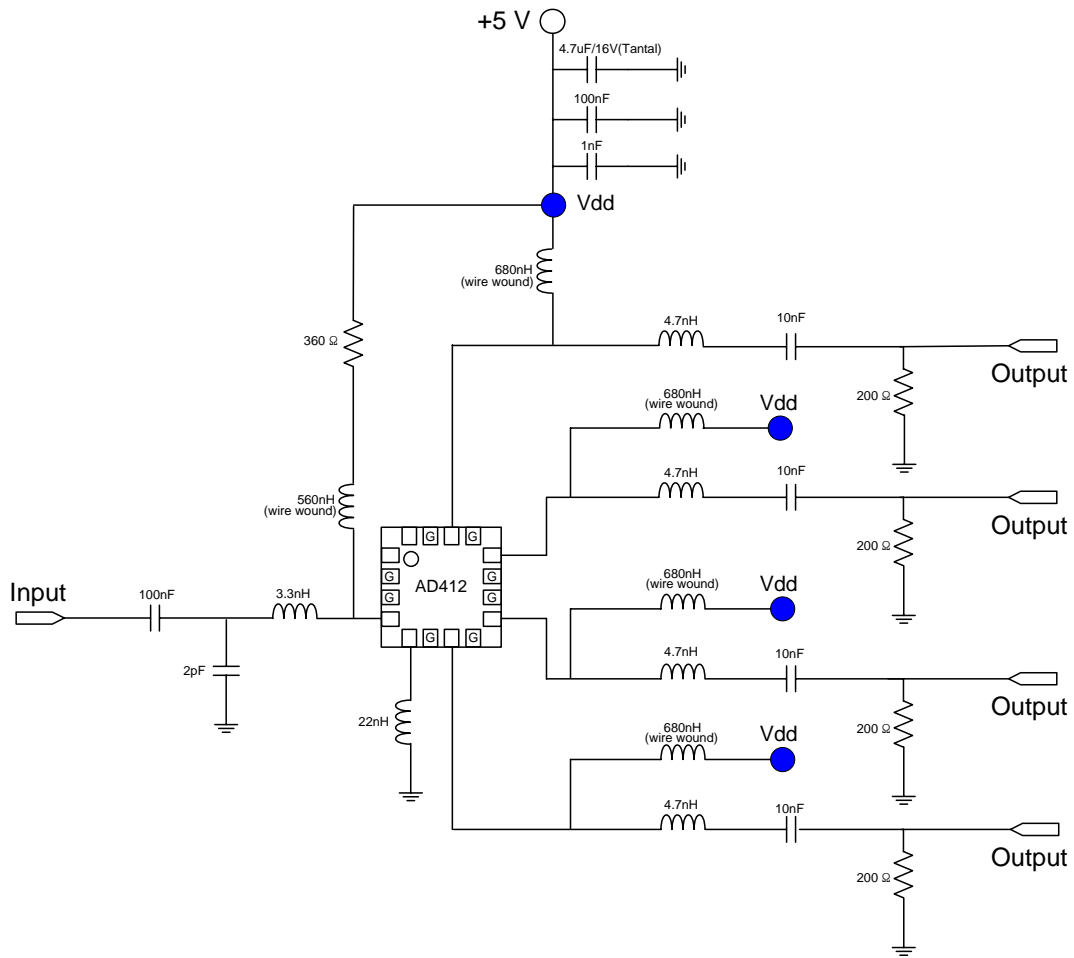 +5 V
4.7uF/16V(Tantal)
100nF
1nF
Vdd
680nH
(wire wound)
4.7nH
10nF
360 Ω
Output
200 Ω
680nH
(wire wound)
Vdd
4.7nH
10nF
560nH
(wire wound)
Output
200 Ω
G
G
G
G
AD412
G
G
G
G
680nH
(wire wound)
Vdd
Input
100nF
3.3nH
2pF
4.7nH
10nF
Output
22nH
200 Ω
680nH
(wire wound)
Vdd
4.7nH
10nF
Output
200 Ω